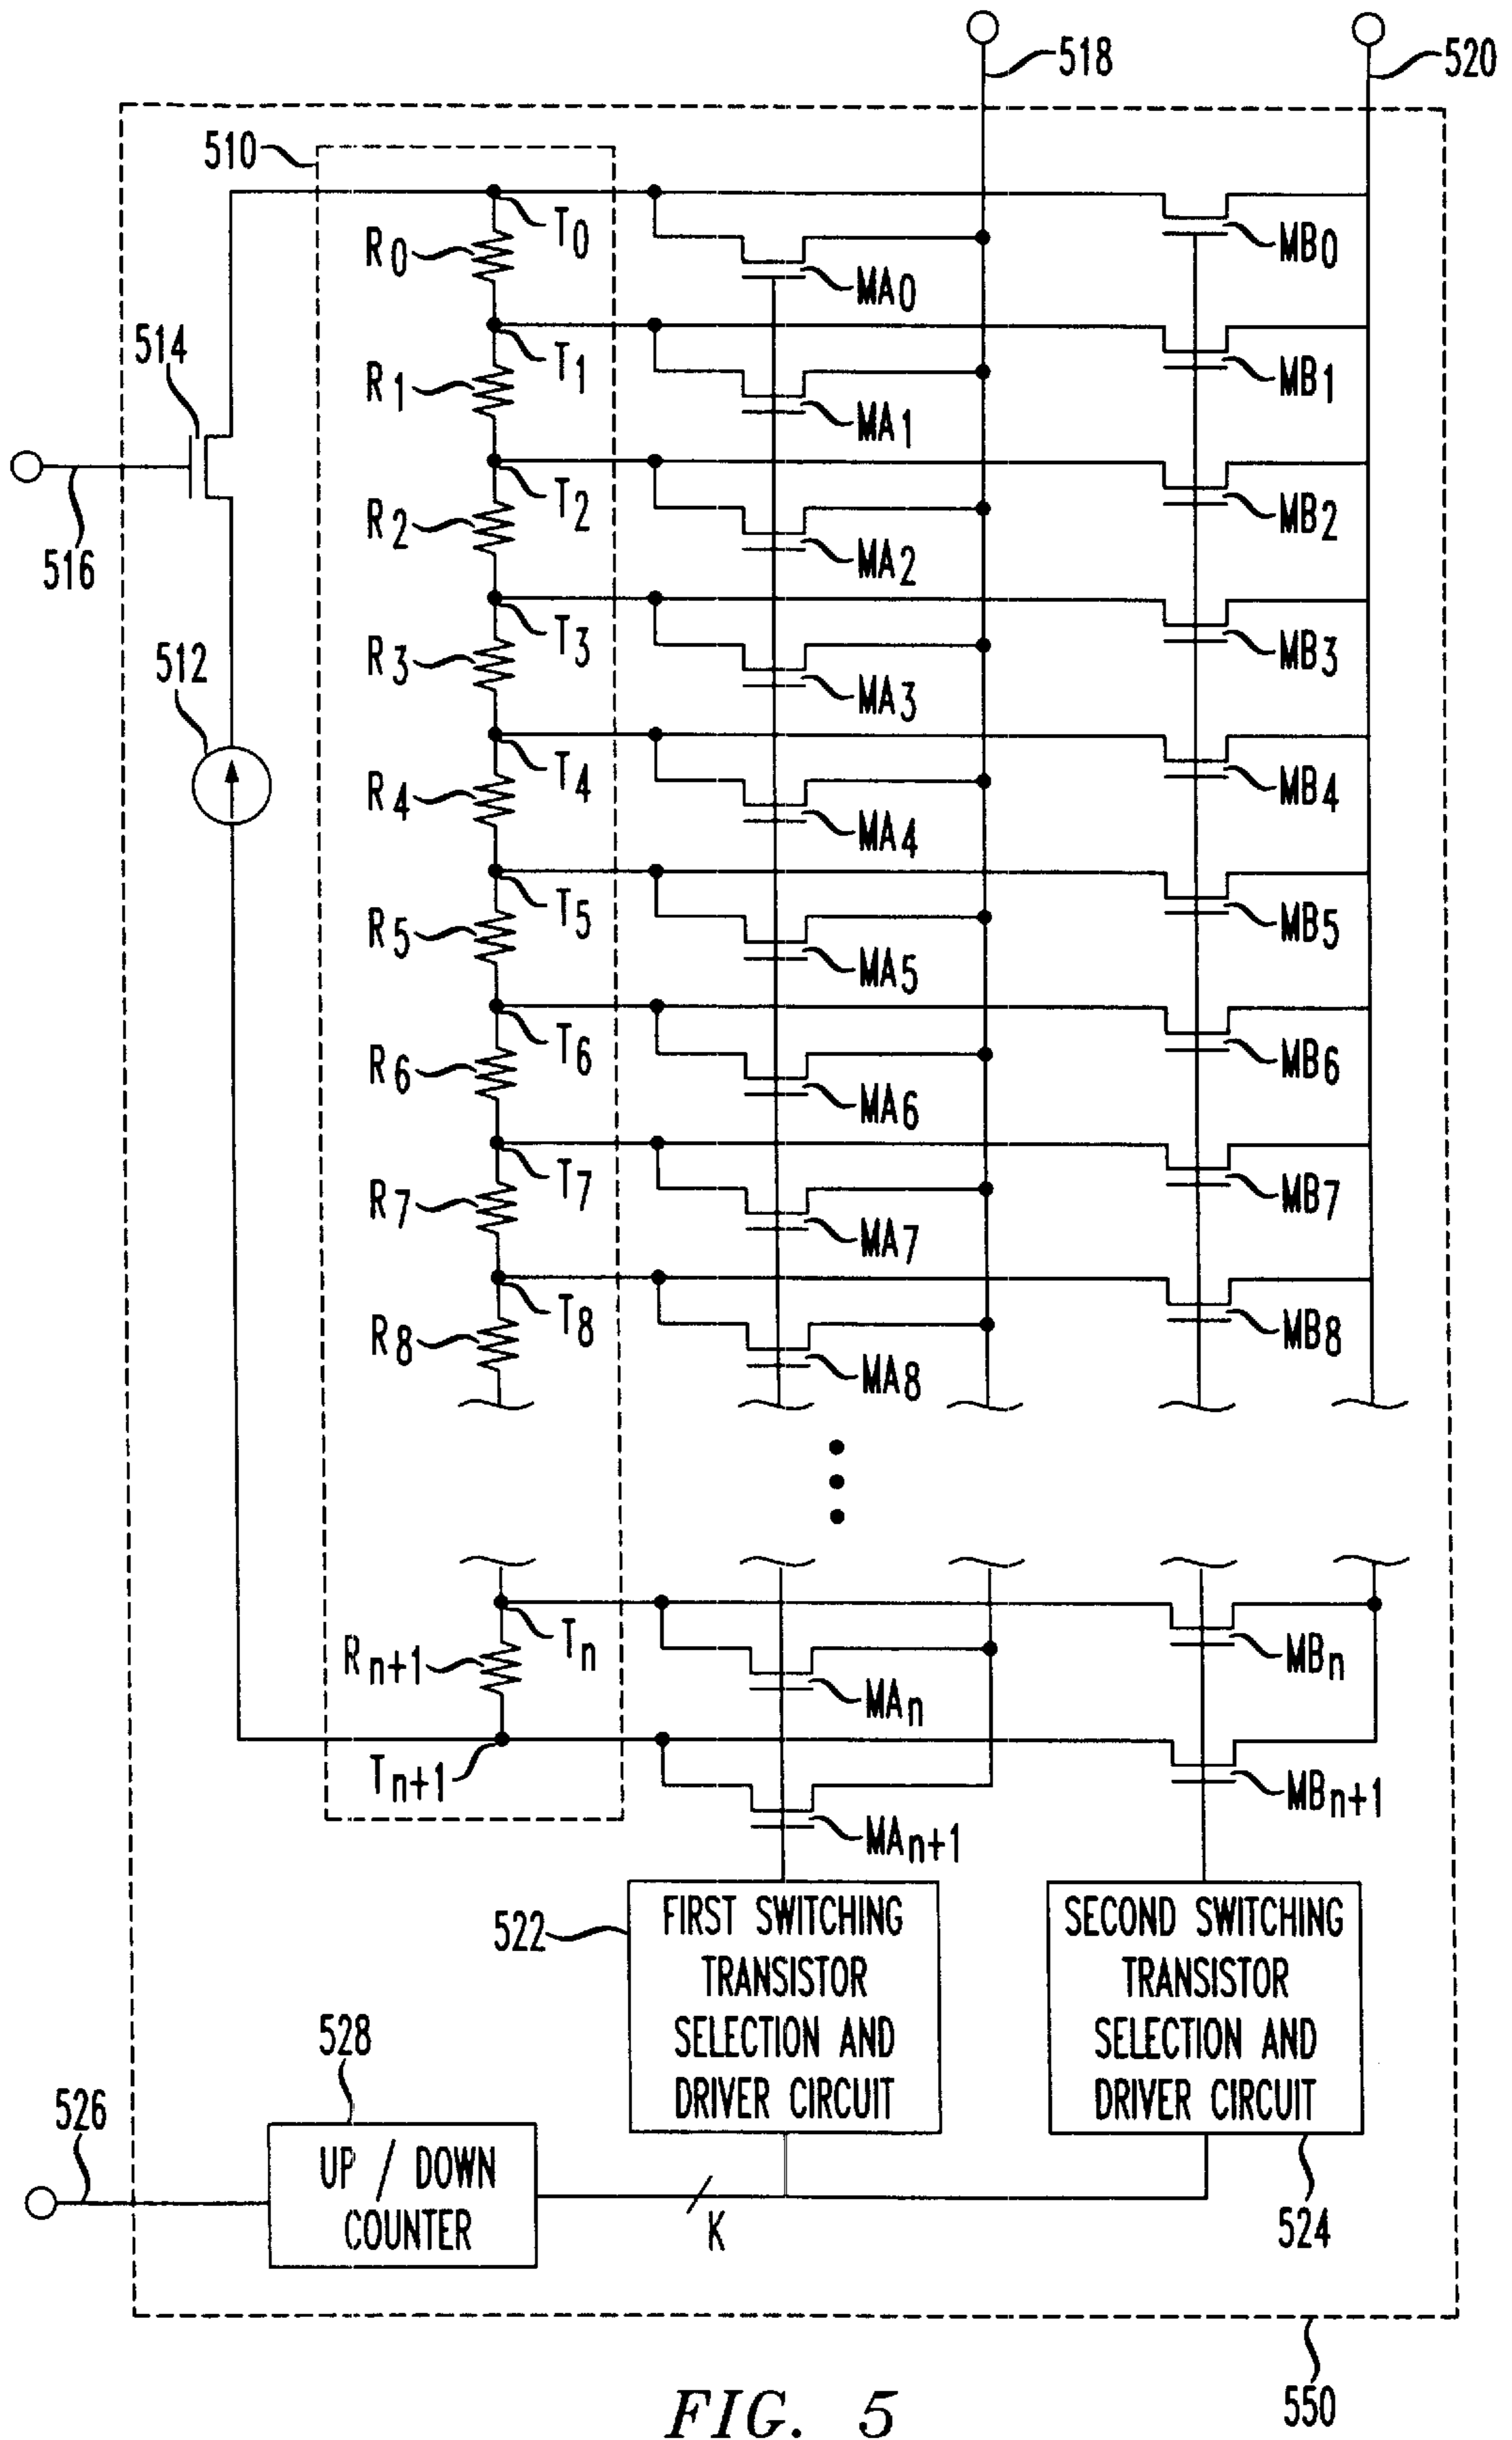 518
520
510
T0
R0
MA0
MB0
514
T1
R1
MA1
MB1
516
T2
R2
MA2
MB2
512
T3
R3
MA3
MB3
T4
R4
MA4
MB4
T5
R5
MA5
MB5
T6
R6
MA6
MB6
T7
R7
MA7
MB7
T8
R8
MA8
MB8
Tn
Rn+1
MAn
MBn
Tn+1
MAn+1
MBn+1
522
FIRST SWITCHING
TRANSISTOR
SELECTION AND
DRIVER CIRCUIT
SECOND SWITCHING
TRANSISTOR
SELECTION AND
DRIVER CIRCUIT
528
526
UP / DOWN
COUNTER
K
524
550
FIG. 5